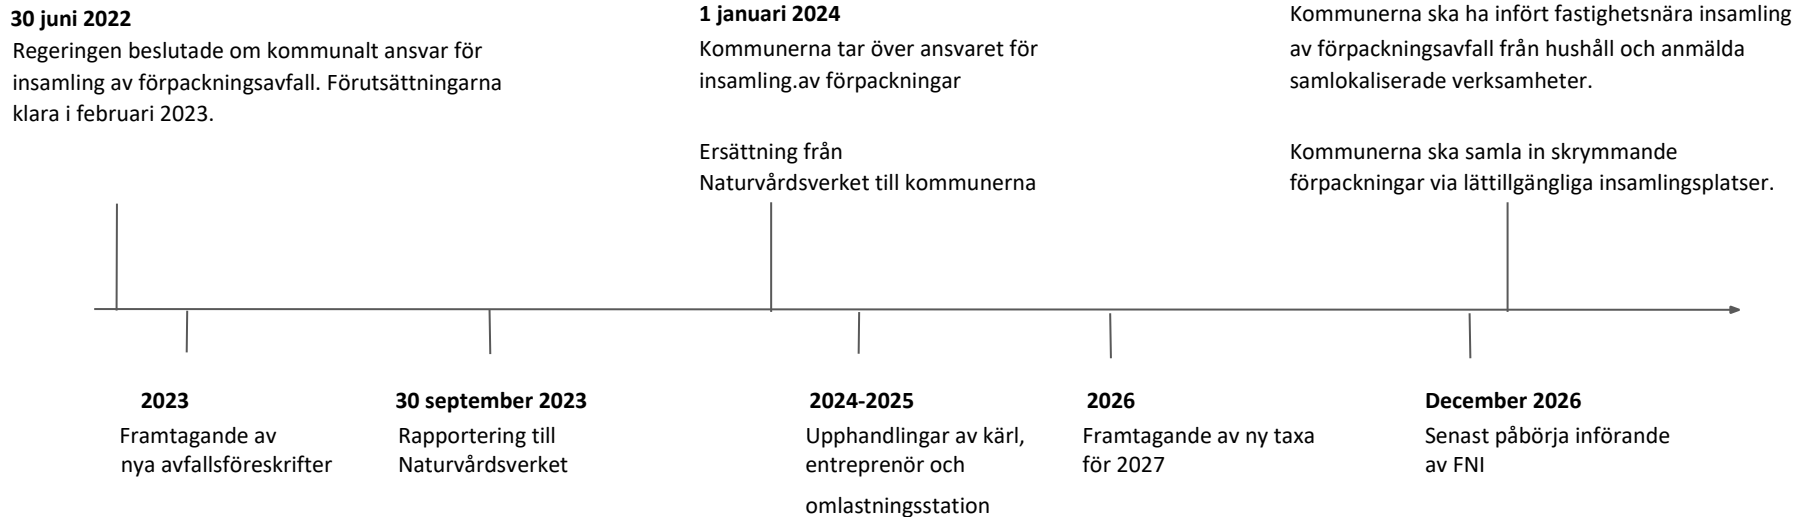 30 juni 2022
Regeringen beslutade om kommunalt ansvar för
insamling av förpackningsavfall. Förutsättningarna
klara i februari 2023.
1 januari 2024
Kommunerna tar över ansvaret för
insamling.av förpackningar
Ersättning från
Naturvårdsverket till kommunerna
Kommunerna ska ha infört fastighetsnära insamling
av förpackningsavfall från hushåll och anmälda
samlokaliserade verksamheter.
Kommunerna ska samla in skrymmande
förpackningar via lättillgängliga insamlingsplatser.
2023
Framtagande av
nya avfallsföreskrifter
30 september 2023
Rapportering till
Naturvårdsverket
2024-2025
Upphandlingar av kärl,
entreprenör och
omlastningsstation
2026
Framtagande av ny taxa
för 2027
December 2026
Senast påbörja införande
av FNI